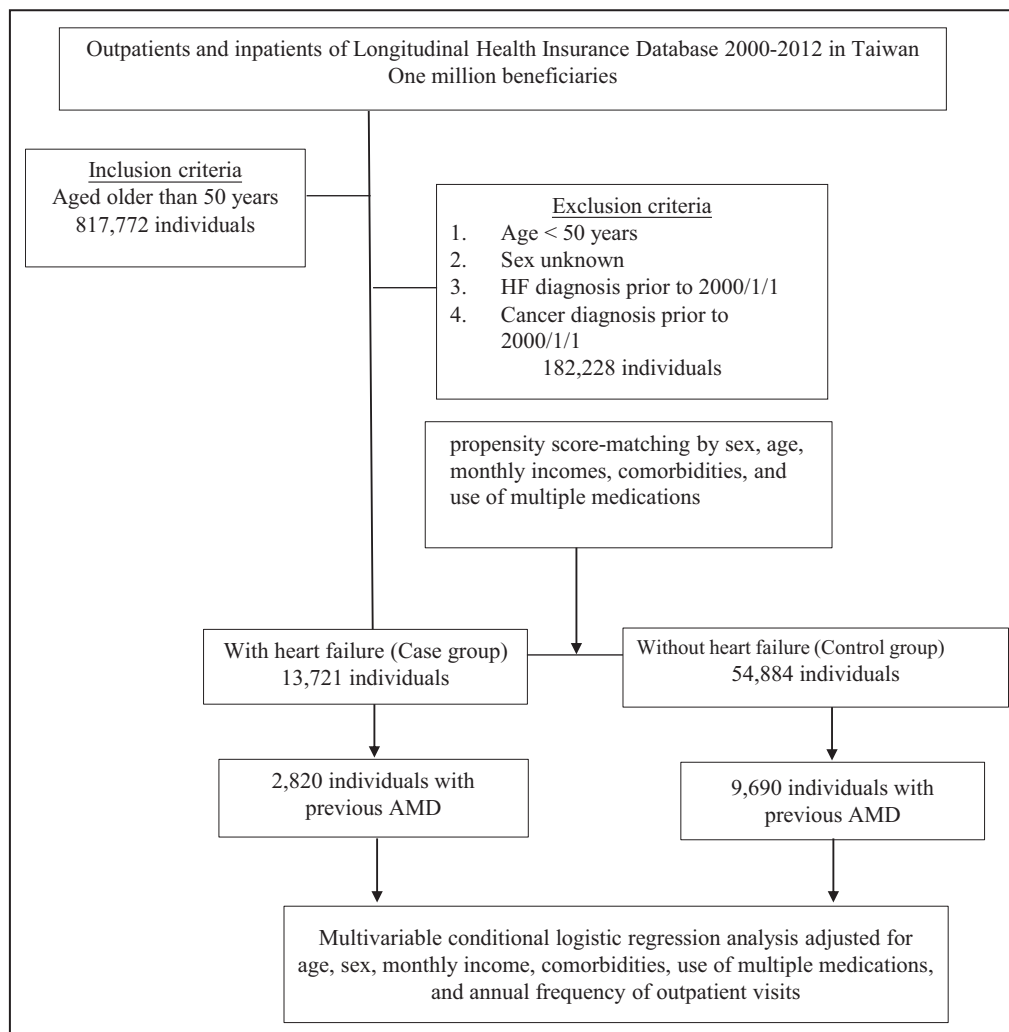 Outpatients and inpatients of Longitudinal Health Insurance Database 2000-2012 in Taiwan
One million beneficiaries
Inclusion criteria
Aged older than 50 years
817,772 individuals
Exclusion criteria
1. Age < 50 years
2. Sex unknown
3. HF diagnosis prior to 2000/1/1
4. Cancer diagnosis prior to
2000/1/1
182,228 individuals
propensity score-matching by sex, age,
monthly incomes, comorbidities, and
use of multiple medications
With heart failure (Case group)
13,721 individuals
Without heart failure (Control group)
54,884 individuals
2,820 individuals with
previous AMD
9,690 individuals with
previous AMD
Multivariable conditional logistic regression analysis adjusted for
age, sex, monthly income, comorbidities, use of multiple medications,
and annual frequency of outpatient visits